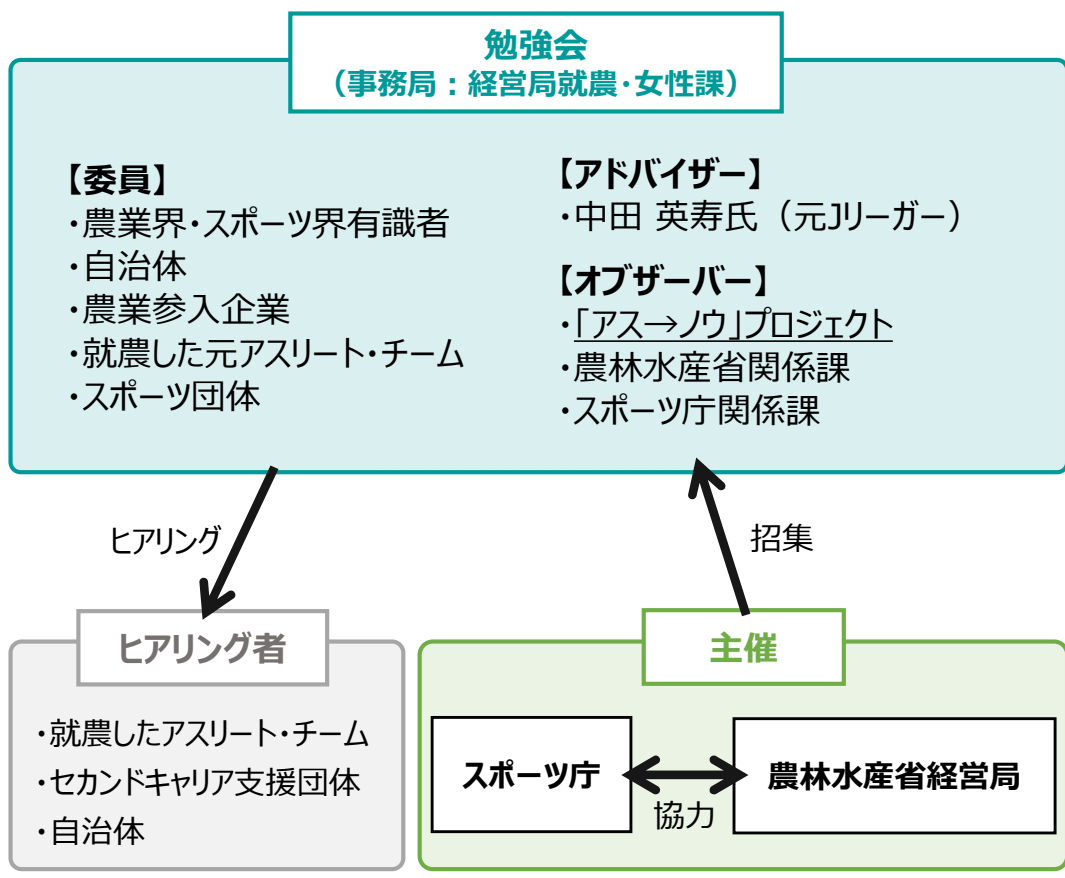 勉強会
（事務局：経営局就農・女性課）
【委員】
・農業界・スポーツ界有識者
・自治体
・農業参入企業
・就農した元アスリート・チーム
・スポーツ団体
【アドバイザー】
・中田 英寿氏（元Jリーガー）
【オブザーバー】
・「アス→ノウ」プロジェクト
・農林水産省関係課
・スポーツ庁関係課
ヒアリング
招集
ヒアリング者
・就農したアスリート・チーム
・セカンドキャリア支援団体
・自治体
主催
スポーツ庁
協力
農林水産省経営局